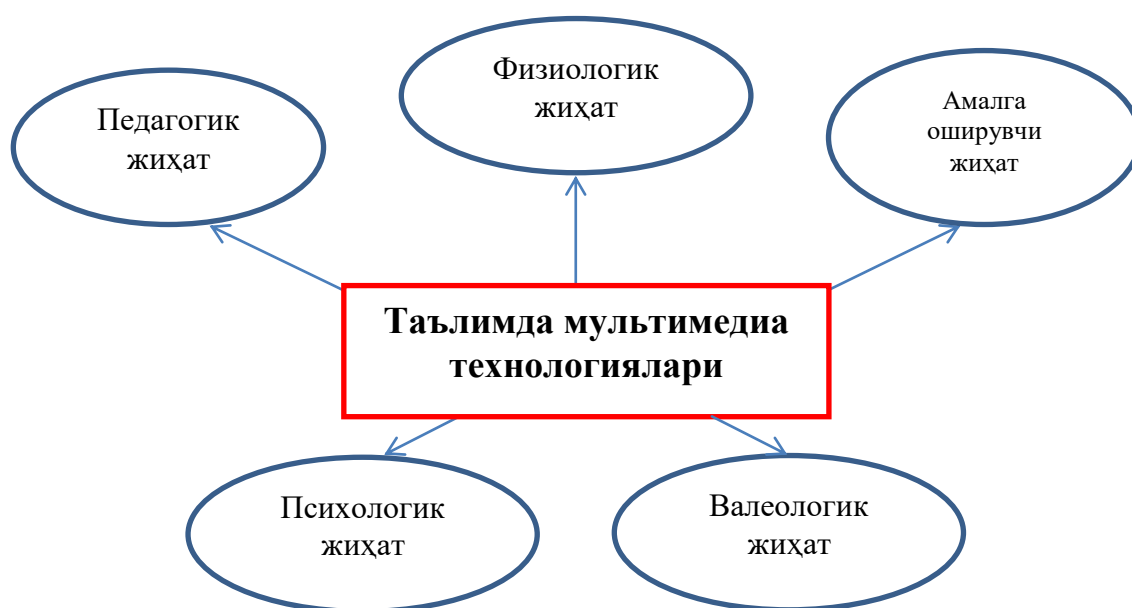 Педагогик
жиҳат
Физиологик
жиҳат
Амалга
оширувчи
жиҳат
Таълимда мультимедиа
технологиялари
Психологик
жиҳат
Валеологик
жиҳат